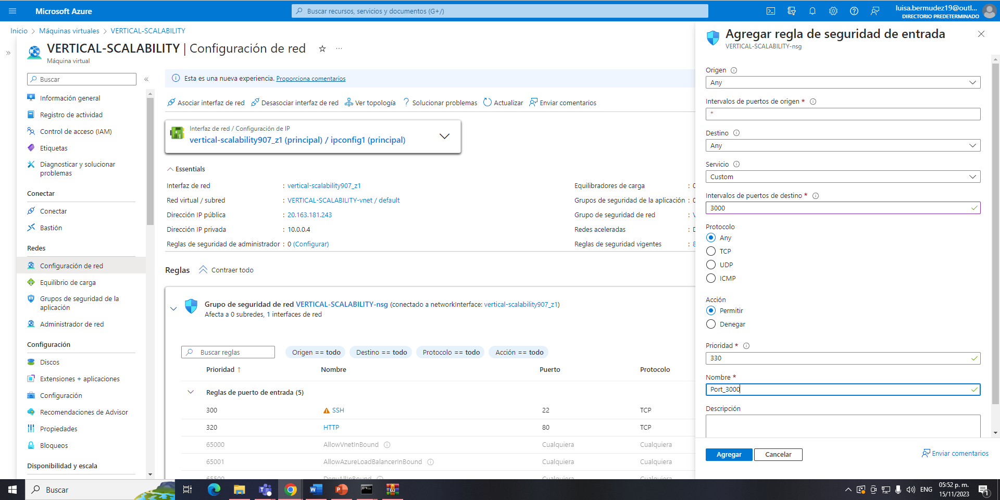 Microsoft Azure
Buscar recursos, servicios y documentos (G+/)
luisa.bermudez19@outl...
DIRECTORIO PREDETERMINADO
Inicio > Máquinas virtuales > VERTICAL-SCALABILITY
VERTICAL-SCALABILITY | Configuración de red
Máquina virtual
Buscar
Información general
Registro de actividad
Control de acceso (IAM)
Etiquetas
Diagnosticar y solucionar
problemas
Conectar
Conectar
Bastión
Redes
Configuración de red
Equilibrio de carga
Grupos de seguridad de la
aplicación
Administrador de red
Configuración
Discos
Extensiones + aplicaciones
Configuración
Recomendaciones de Advisor
Propiedades
Bloqueos
Disponibilidad y escala
Esta es una nueva experiencia. Proporciona comentarios
Asociar interfaz de red Desasociar interfaz de red Ver topología Solucionar problemas Actualizar Enviar comentarios
Interfaz de red / Configuración de IP
vertical-scalability907_z1 (principal) / ipconfig1 (principal)
Essentials
Interfaz de red : vertical-scalability907_z1
Red virtual / subred : VERTICAL-SCALABILITY-vnet / default
Dirección IP pública : 20.163.181.243
Dirección IP privada : 10.0.0.4
Reglas de seguridad de administrador : 0 (Configurar)
Equilibradores de carga :
Grupos de seguridad de la aplicación :
Grupo de seguridad de red :
Redes aceleradas :
Reglas de seguridad vigentes :
Reglas Contraer todo
Grupo de seguridad de red VERTICAL-SCALABILITY-nsg (conectado a networkInterface: vertical-scalability907_z1)
Afecta a 0 subredes, 1 interfaces de red
Buscar reglas
Origen == todo Destino == todo Protocolo == todo Acción == todo
Prioridad ↑ Nombre Puerto Protocolo
Reglas de puerto de entrada (5)
300 SSH 22 TCP
320 HTTP 80 TCP
65000 AllowVnetInBound Cualquiera Cualquiera
65001 AllowAzureLoadBalancerInBound Cualquiera Cualquiera
65500 DenyAllInBound Cualquiera Cualquiera
Agregar regla de seguridad de entrada
VERTICAL-SCALABILITY-nsg
Origen
Any
Intervalos de puertos de origen *
*
Destino
Any
Servicio
Custom
Intervalos de puertos de destino *
3000
Protocolo
Any
TCP
UDP
ICMP
Acción
Permitir
Denegar
Prioridad *
330
Nombre *
Port_3000
Descripción
Agregar Cancelar Enviar comentarios
Buscar
ENG
05:52 p. m.
15/11/2023
1